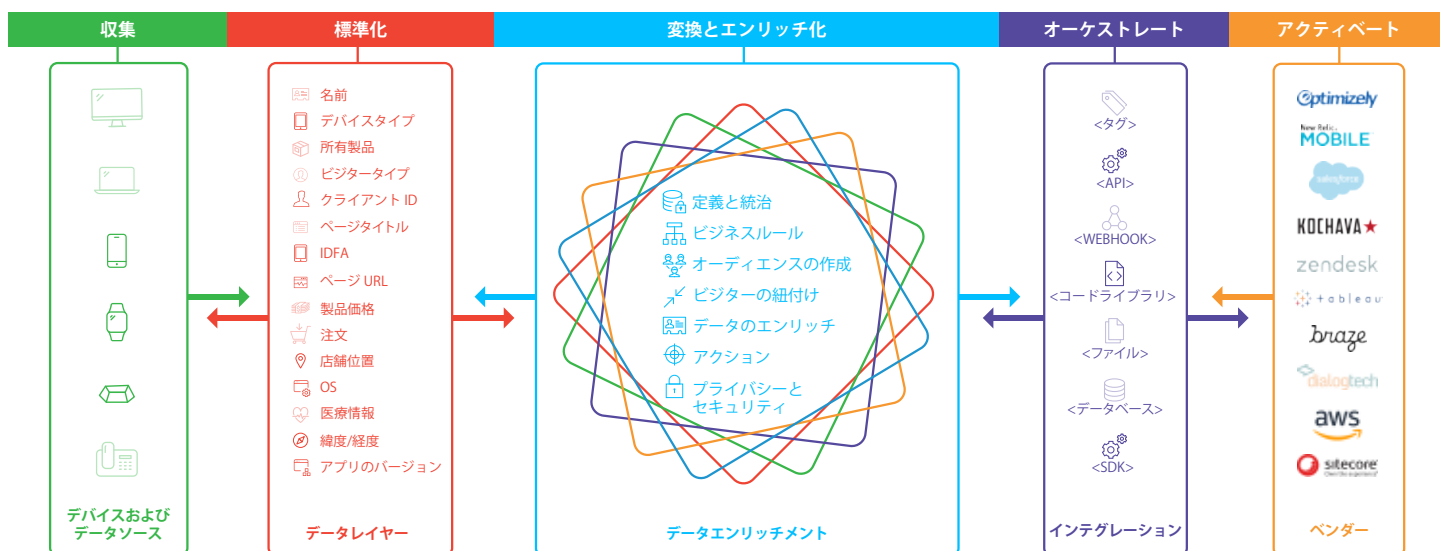 収集
標準化
変換とエンリッチ化
オーケストレート
アクティベート
デバイスおよび
データソース
名前
デバイスタイプ
所有製品
ビジタータイプ
クライアント ID
ページタイトル
IDFA
ページ URL
製品価格
注文
店舗位置
OS
医療情報
緯度/経度
アプリのバージョン
データレイヤー
定義と統治
ビジネスルール
オーディエンスの作成
ビジターの紐付け
データのエンリッチ
アクション
プライバシーと
セキュリティ
データエンリッチメント
<タグ>
<API>
<WEBHOOK>
<コードライブラリ>
<ファイル>
<データベース>
<SDK>
インテグレーション
Optimizely
New Relic.
MOBILE
salesforce
KOCHAVA
zendesk
+ableau
braze
dialogtech
aws
sitecore
Own the experience
ベンダー